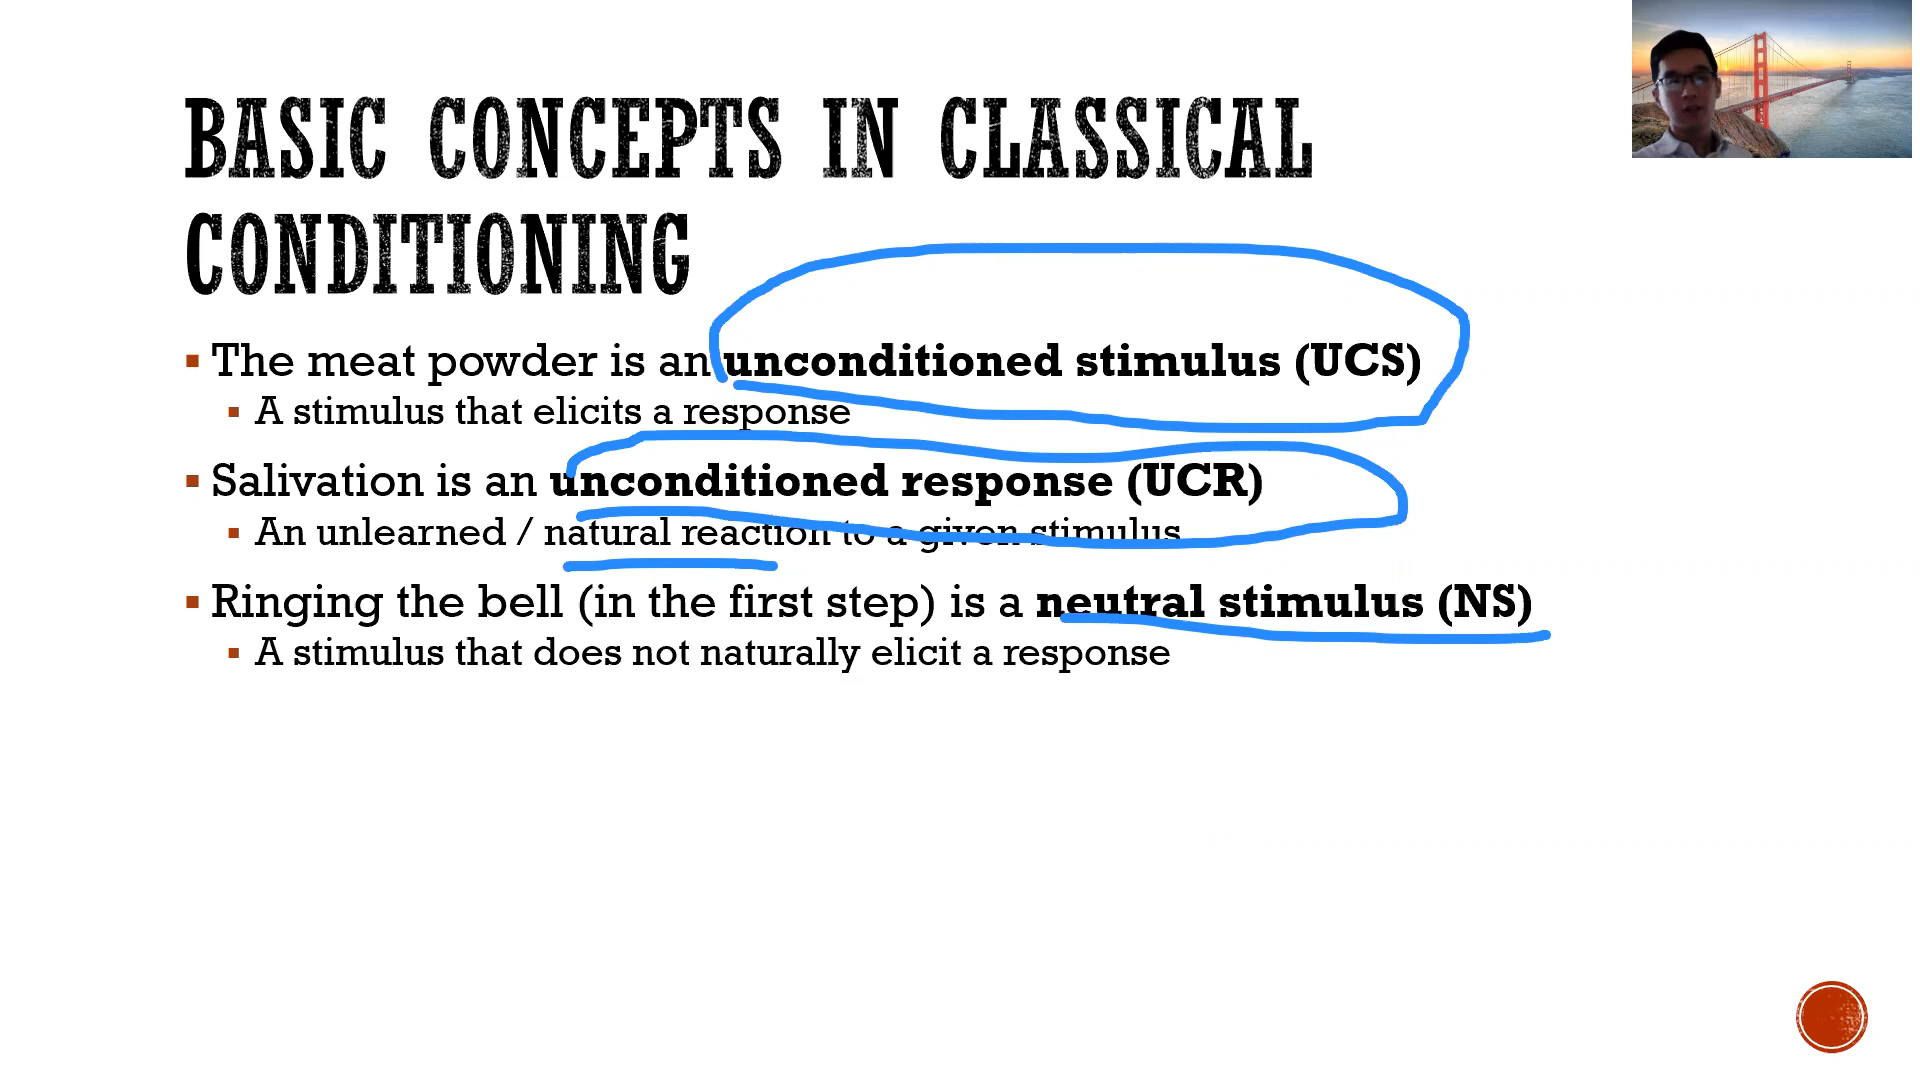 BASIC CONCEPTS IN CLASSICAL
CONDITIONING
The meat powder is an unconditioned stimulus (UCS)
A stimulus that elicits a response
Salivation is an unconditioned response (UCR)
An unlearned / natural reaction to a given stimulus
Ringing the bell (in the first step) is a neutral stimulus (NS)
A stimulus that does not naturally elicit a response